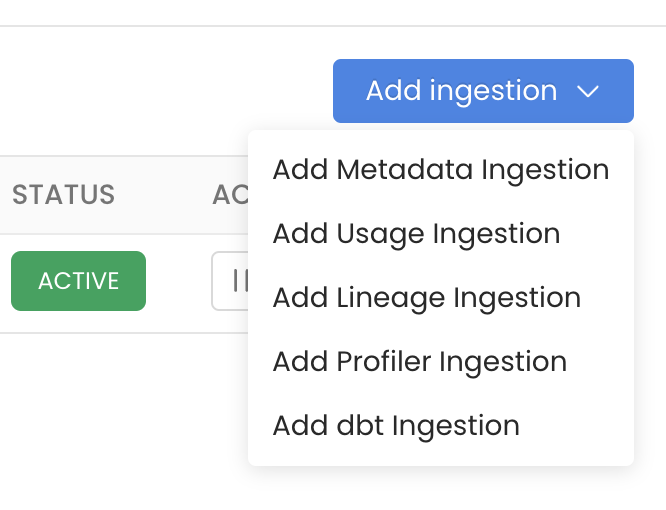 Add ingestion
Add Metadata Ingestion
STATUS
Add Usage Ingestion
ACTIVE
Add Lineage Ingestion
Add Profiler Ingestion
Add dbt Ingestion